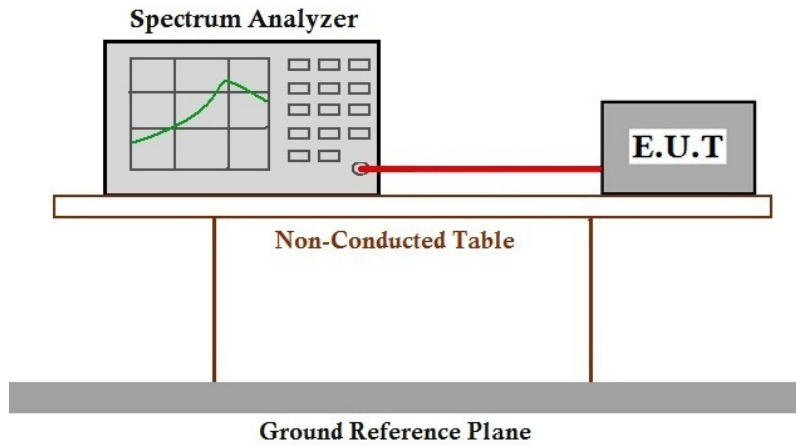 Spectrum Analyzer
E.U.T
Non-Conducted Table
Ground Reference Plane